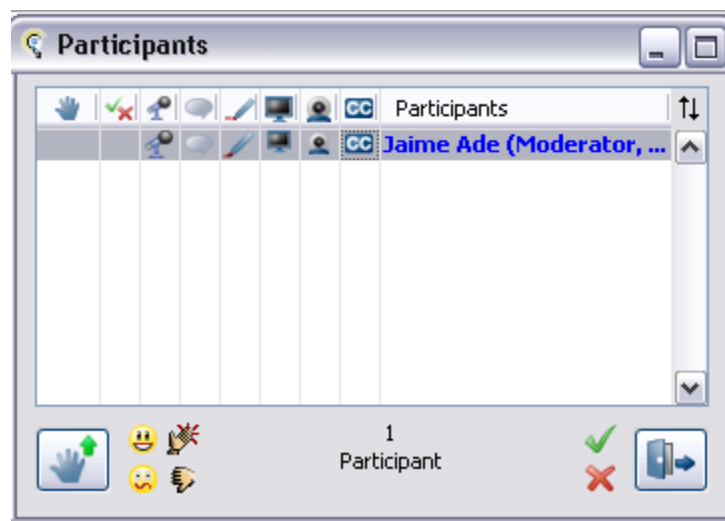 Participants
CC Participants
CC Jaime Ade (Moderator, ...
1
Participant